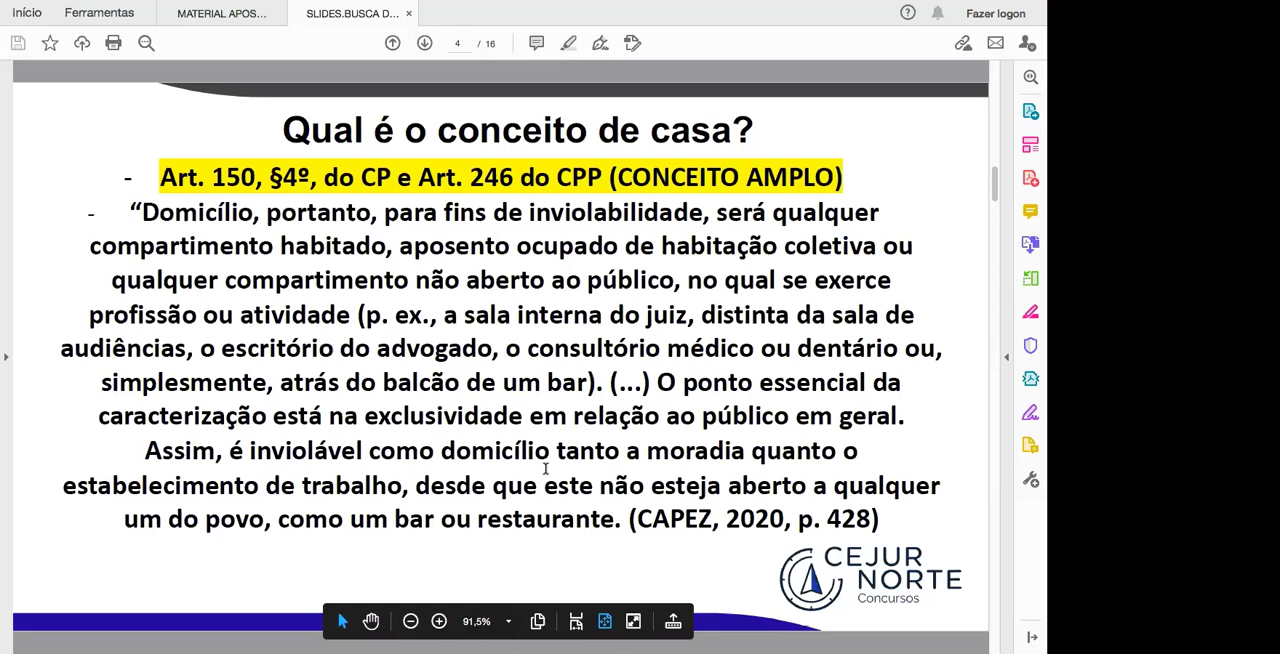 Início Ferramentas MATERIAL APOS... SLIDES.BUSCA D... × Fazer logon
4 / 16
Qual é o conceito de casa?
- Art. 150, §4º, do CP e Art. 246 do CPP (CONCEITO AMPLO)
- “Domicílio, portanto, para fins de inviolabilidade, será qualquer
compartimento habitado, aposento ocupado de habitação coletiva ou
qualquer compartimento não aberto ao público, no qual se exerce
profissão ou atividade (p. ex., a sala interna do juiz, distinta da sala de
audiências, o escritório do advogado, o consultório médico ou dentário ou,
simplesmente, atrás do balcão de um bar). (...) O ponto essencial da
caracterização está na exclusividade em relação ao público em geral.
Assim, é inviolável como domicílio tanto a moradia quanto o
estabelecimento de trabalho, desde que este não esteja aberto a qualquer
um do povo, como um bar ou restaurante. (CAPEZ, 2020, p. 428)
CEJUR
NORTE
Concursos
91,5%